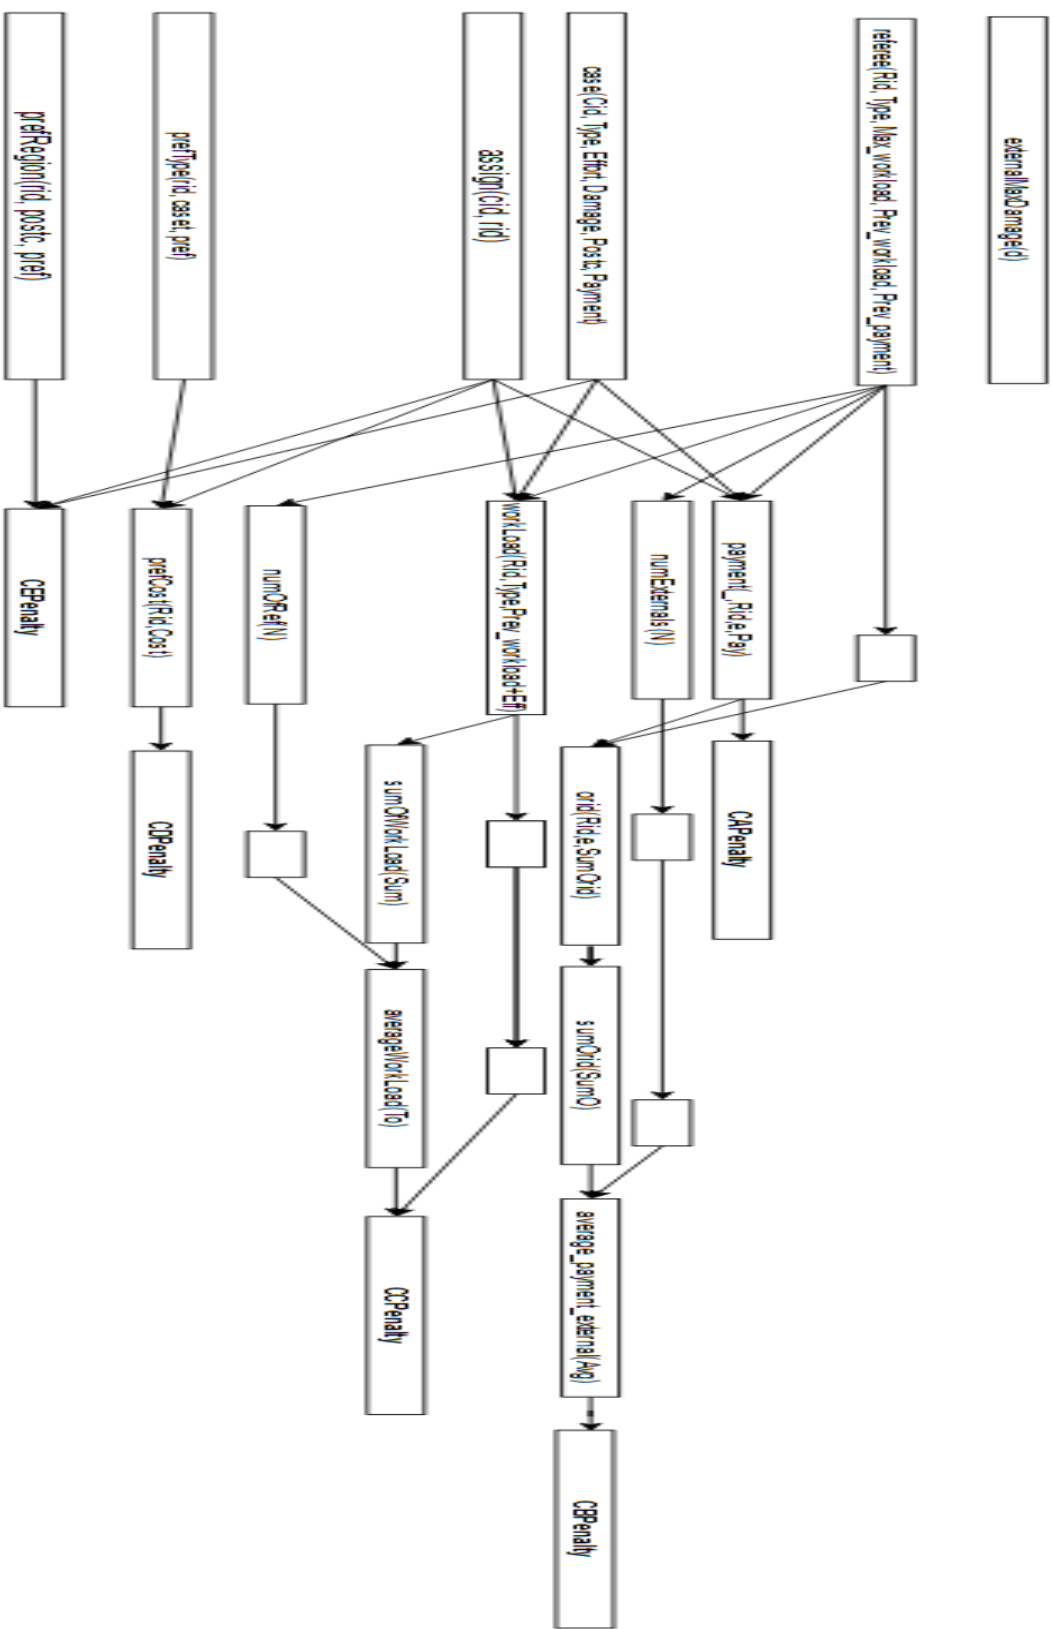 prefRegion(rid, postc, pref)
prefType(rid, caset, pref)
assign(cid, rid)
case(Cid, Type, Effort, Damage, Postc, Payment)
referee(Rid, Type, Max_workload, Prev_workload, Prev_payment)
externalMaxDamage(d)
CEPenalty
prefCost(Rid,Cost)
numOfRef(N)
workLoad(Rid,Type,Prev_workload+Eff)
numExternals(N)
payment(_,Rid,e,Pay)
CDPenalty
sumOfWorkLoad(Sum)
orid(Rid,e,SumOrid)
CAPenalty
averageWorkLoad(To)
sumOrid(SumO)
CCPenalty
average_payment_external(Avg)
CBPenalty